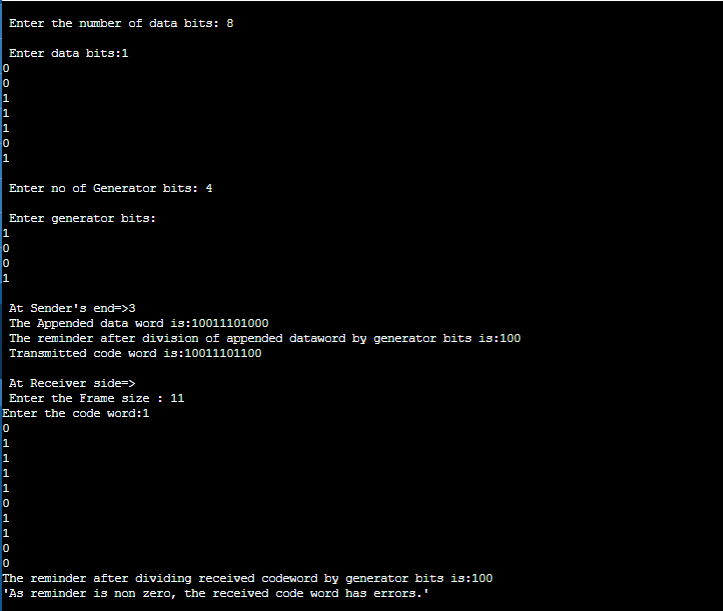 Enter the number of data bits: 8
Enter data bits:1
0
0
1
1
1
0
1
Enter no of Generator bits: 4
Enter generator bits:
1
0
0
1
At Sender's end=>3
The Appended data word is:10011101000
The reminder after division of appended dataword by generator bits is:100
Transmitted code word is:10011101100
At Receiver side=>
Enter the Frame size : 11
Enter the code word:1
0
1
1
1
1
0
1
1
0
0
The reminder after dividing received codeword by generator bits is:100
'As reminder is non zero, the received code word has errors.'